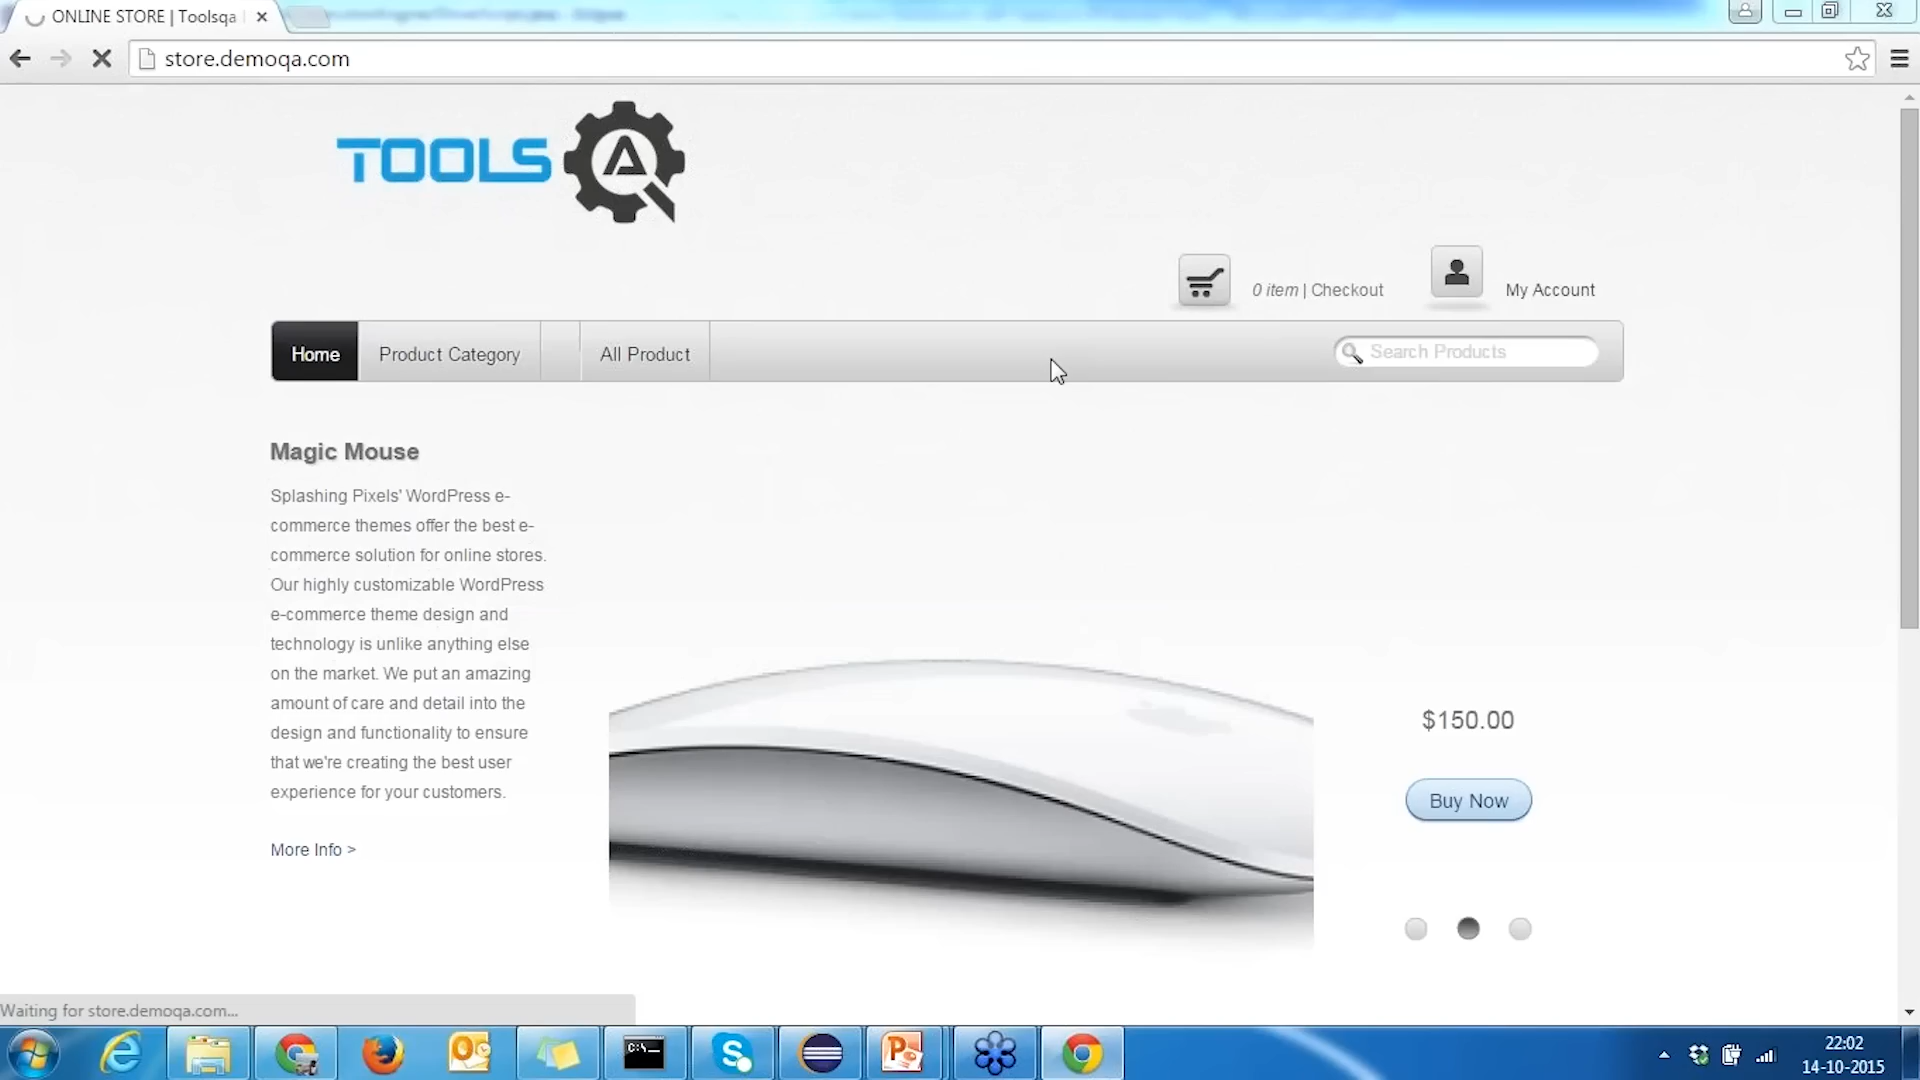 ONLINE STORE | Toolsqa
store.demoqa.com
TOOLS
0 item | Checkout
My Account
Home
Product Category
All Product
Search Products
Magic Mouse
Splashing Pixels' WordPress e-
commerce themes offer the best e-
commerce solution for online stores.
Our highly customizable WordPress
e-commerce theme design and
technology is unlike anything else
on the market. We put an amazing
amount of care and detail into the
design and functionality to ensure
that we're creating the best user
experience for your customers.
More Info >
$150.00
Buy Now
Waiting for store.demoqa.com...
22:02
14-10-2015